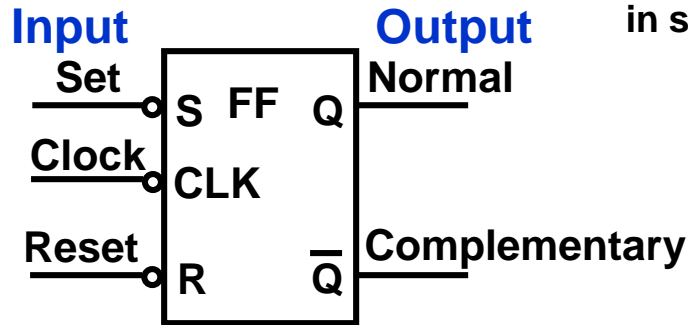 Input Output in s
Set Normal
S FF Q
Clock
CLK
Reset Complementary
R Q̅